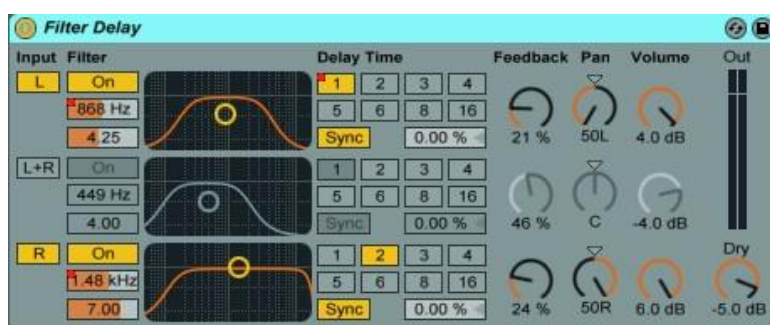 Filter Delay
Input Filter Delay Time Feedback Pan Volume Out
L On 1 2 3 4
868 Hz 5 6 8 16
4.25 Sync 0.00 % 21 % 50L 4.0 dB
L+R On 1 2 3 4
449 Hz 5 6 8 16
4.00 Sync 0.00 % 46 % C -4.0 dB
R On 1 2 3 4 Dry
1.48 kHz 5 6 8 16
7.00 Sync 0.00 % 24 % 50R 6.0 dB -5.0 dB